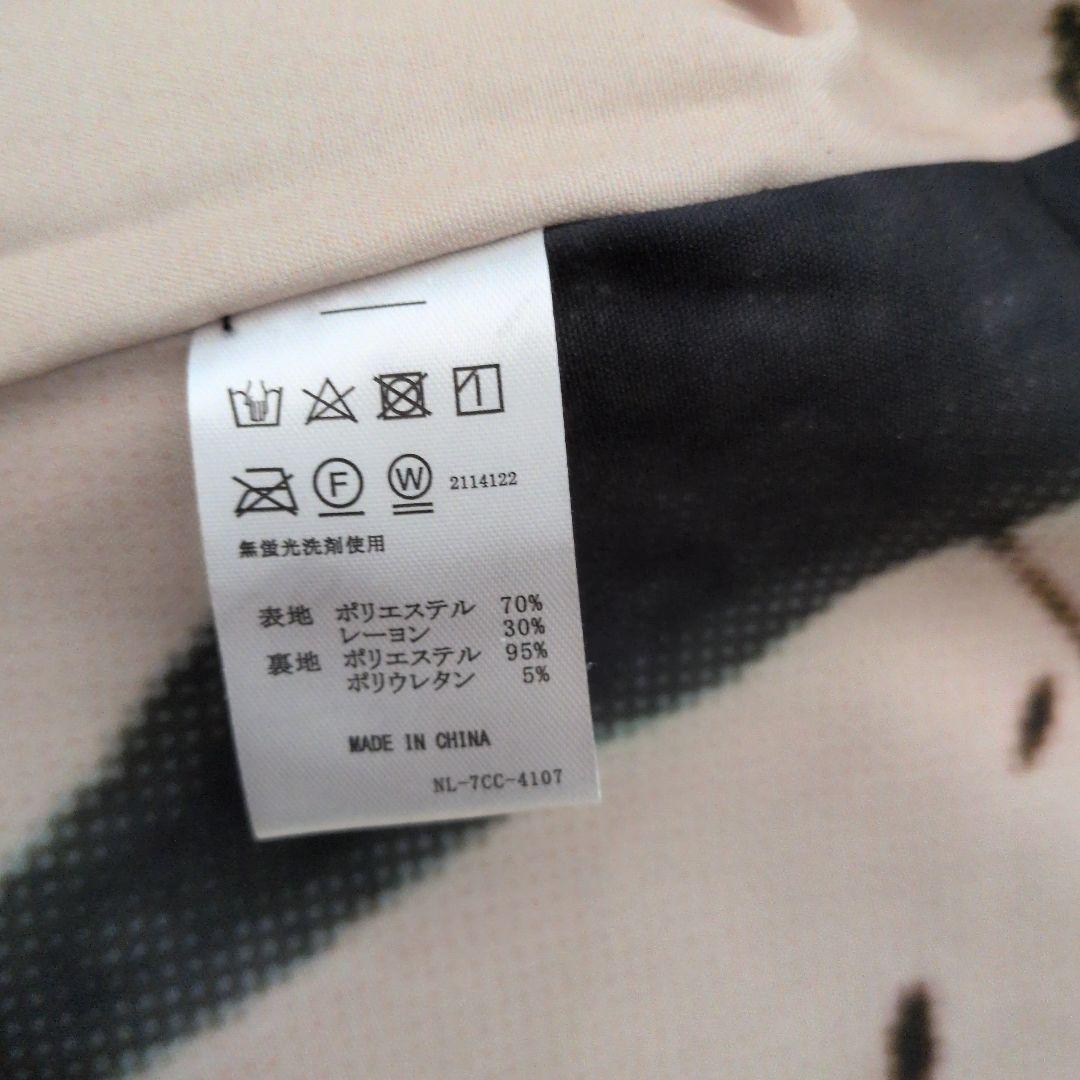 F W 2114122
無蛍光洗剤使用
表地 ポリエステル 70%
レーヨン 30%
裏地 ポリエステル 95%
ポリウレタン 5%
MADE IN CHINA
NL-7CC-4107